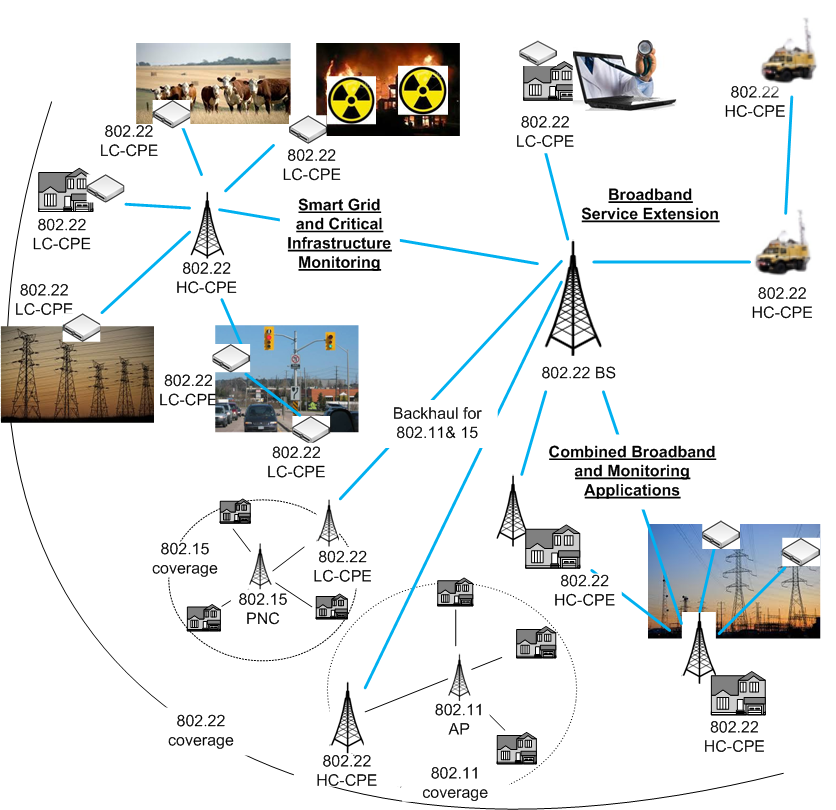 802.22
LC-CPE
802.22
LC-CPE
802.22
LC-CPE
802.22
HC-CPE
802.22
LC-CPE
Smart Grid
and Critical
Infrastructure
Monitoring
Broadband
Service Extension
802.22
HC-CPE
802.22
LC-CPE
802.22
HC-CPE
802.22 BS
802.22
LC-CPE
Backhaul for
802.11& 15
802.22
LC-CPE
Combined Broadband
and Monitoring
Applications
802.15
coverage
802.22
LC-CPE
802.15
PNC
802.22
HC-CPE
802.11
AP
802.22
coverage
802.22
HC-CPE
802.11
coverage
802.22
HC-CPE